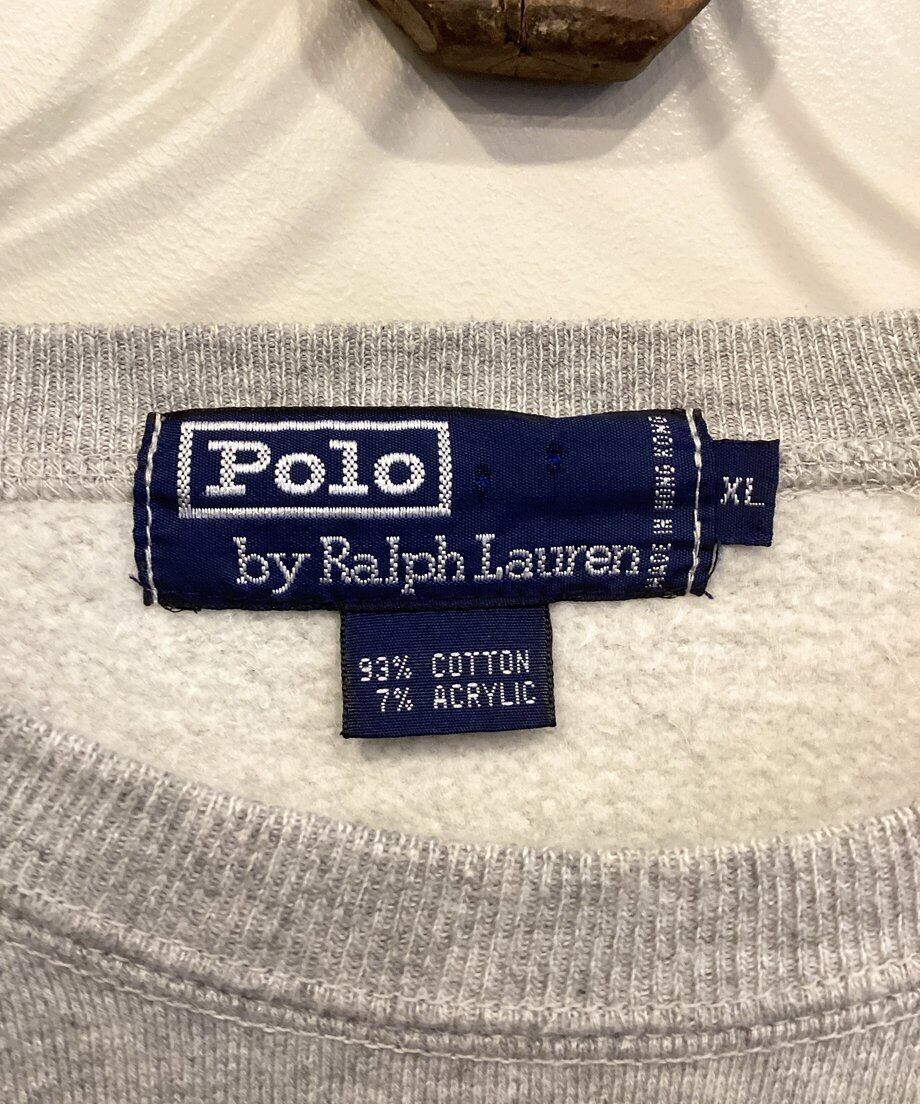 Polo
by Ralph Lauren
MADE IN HONG KONG
XL
93% COTTON
7% ACRYLIC